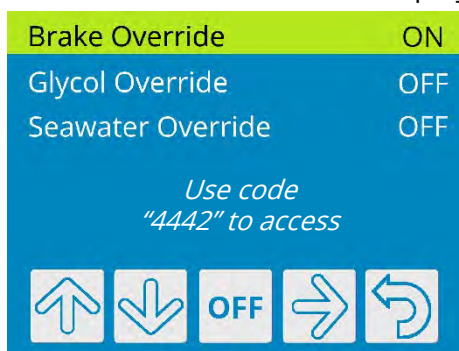 Brake Override ON
Glycol Override OFF
Seawater Override OFF
Use code
“4442” to access
OFF